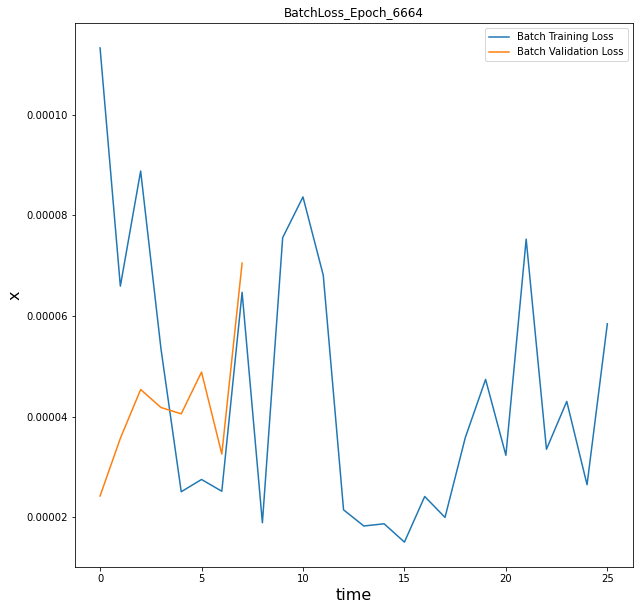 BatchLoss_Epoch_6664
Batch Training Loss
Batch Validation Loss
0.00010
0.00008
0.00006
0.00004
0.00002
x
0 5 10 15 20 25
time